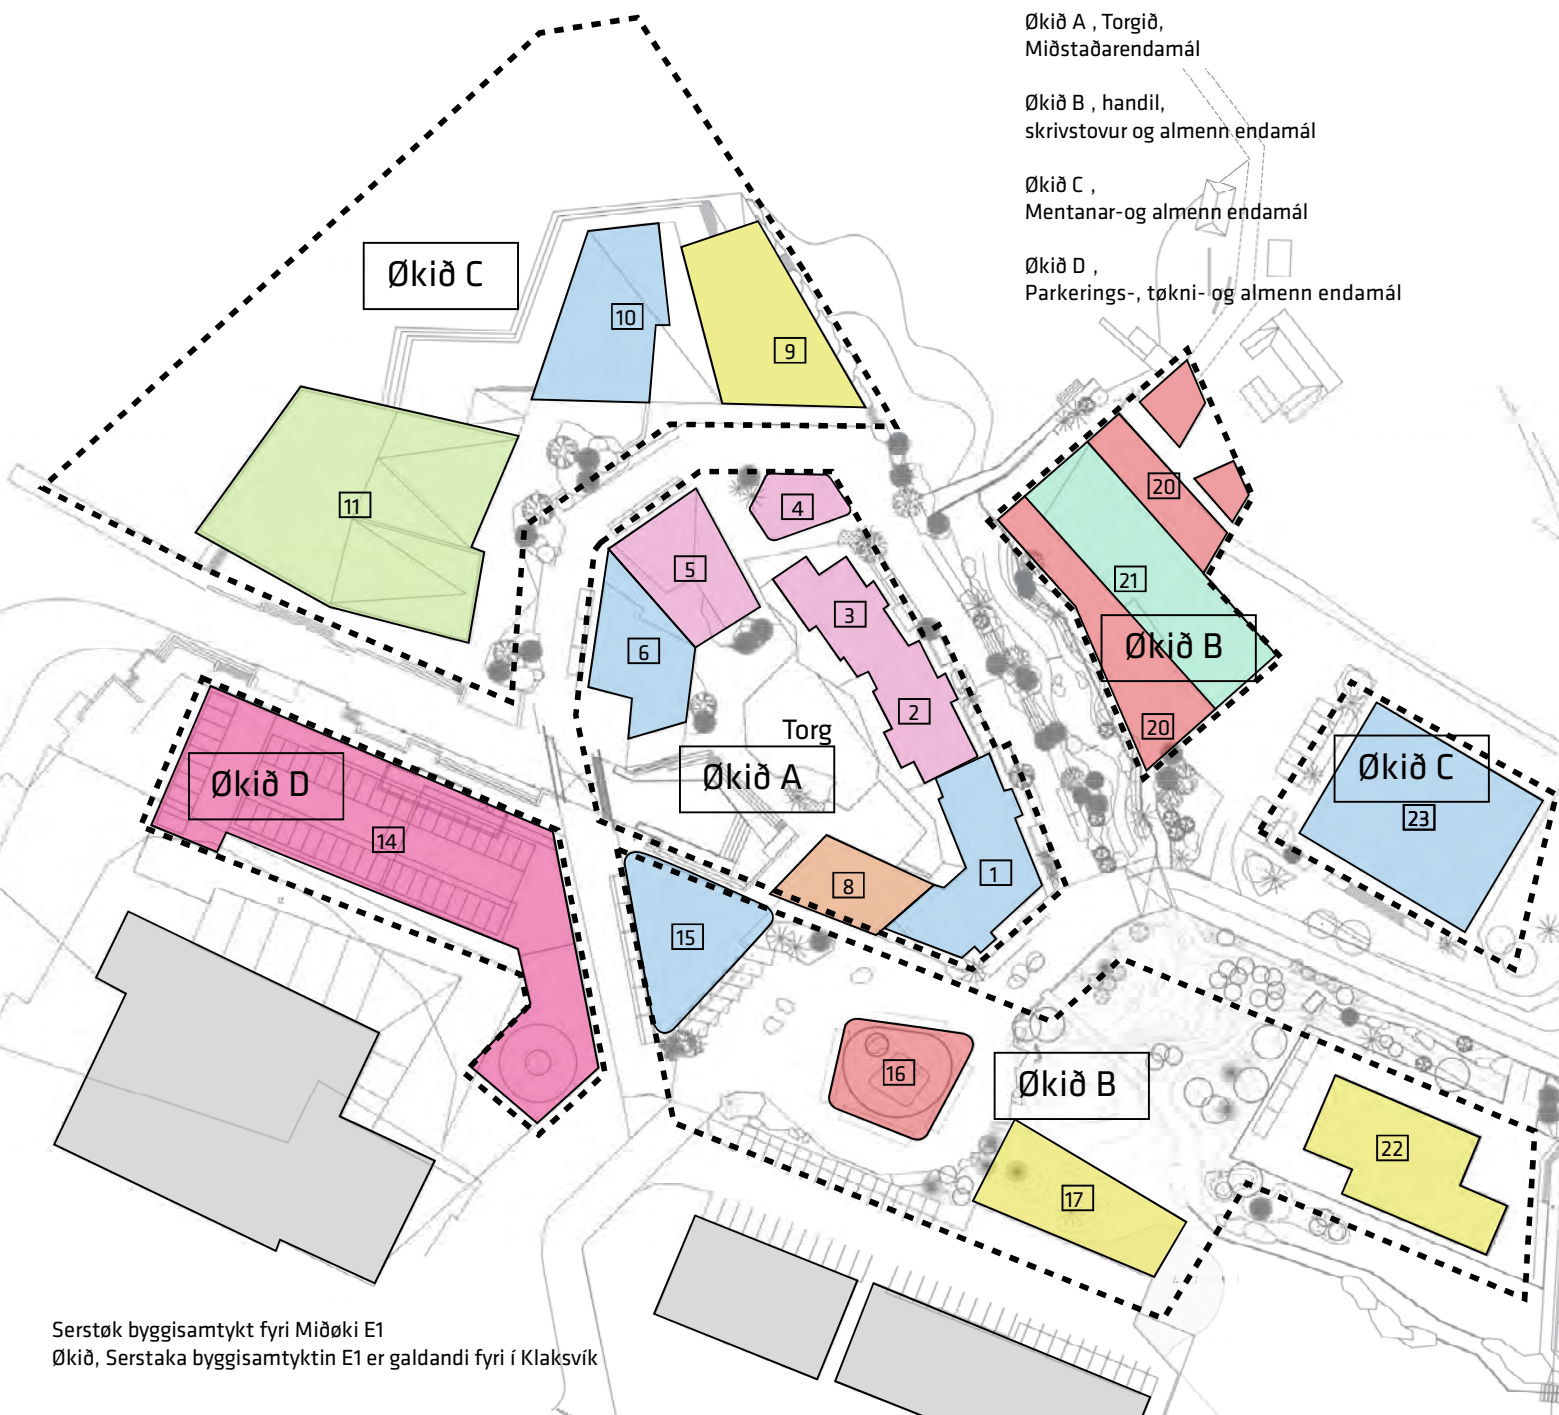 Økið A , Torgið,
Miðstaðarendamál
Økið B , handil,
skrivstovur og almenn endamál
Økið C ,
Mentanar-og almenn endamál
Økið D ,
Parkerings-, tøkni- og almenn endamál
Økið C
10
9
11
4
5
3
6
2
Torg
Økið A
20
21
Økið B
20
Økið C
23
Økið D
14
8
1
15
16
Økið B
17
22
Serstøk byggisamtykt fyri Miðøki E1
Økið, Serstaka byggisamtyktin E1 er galdandi fyri í Klaksvík